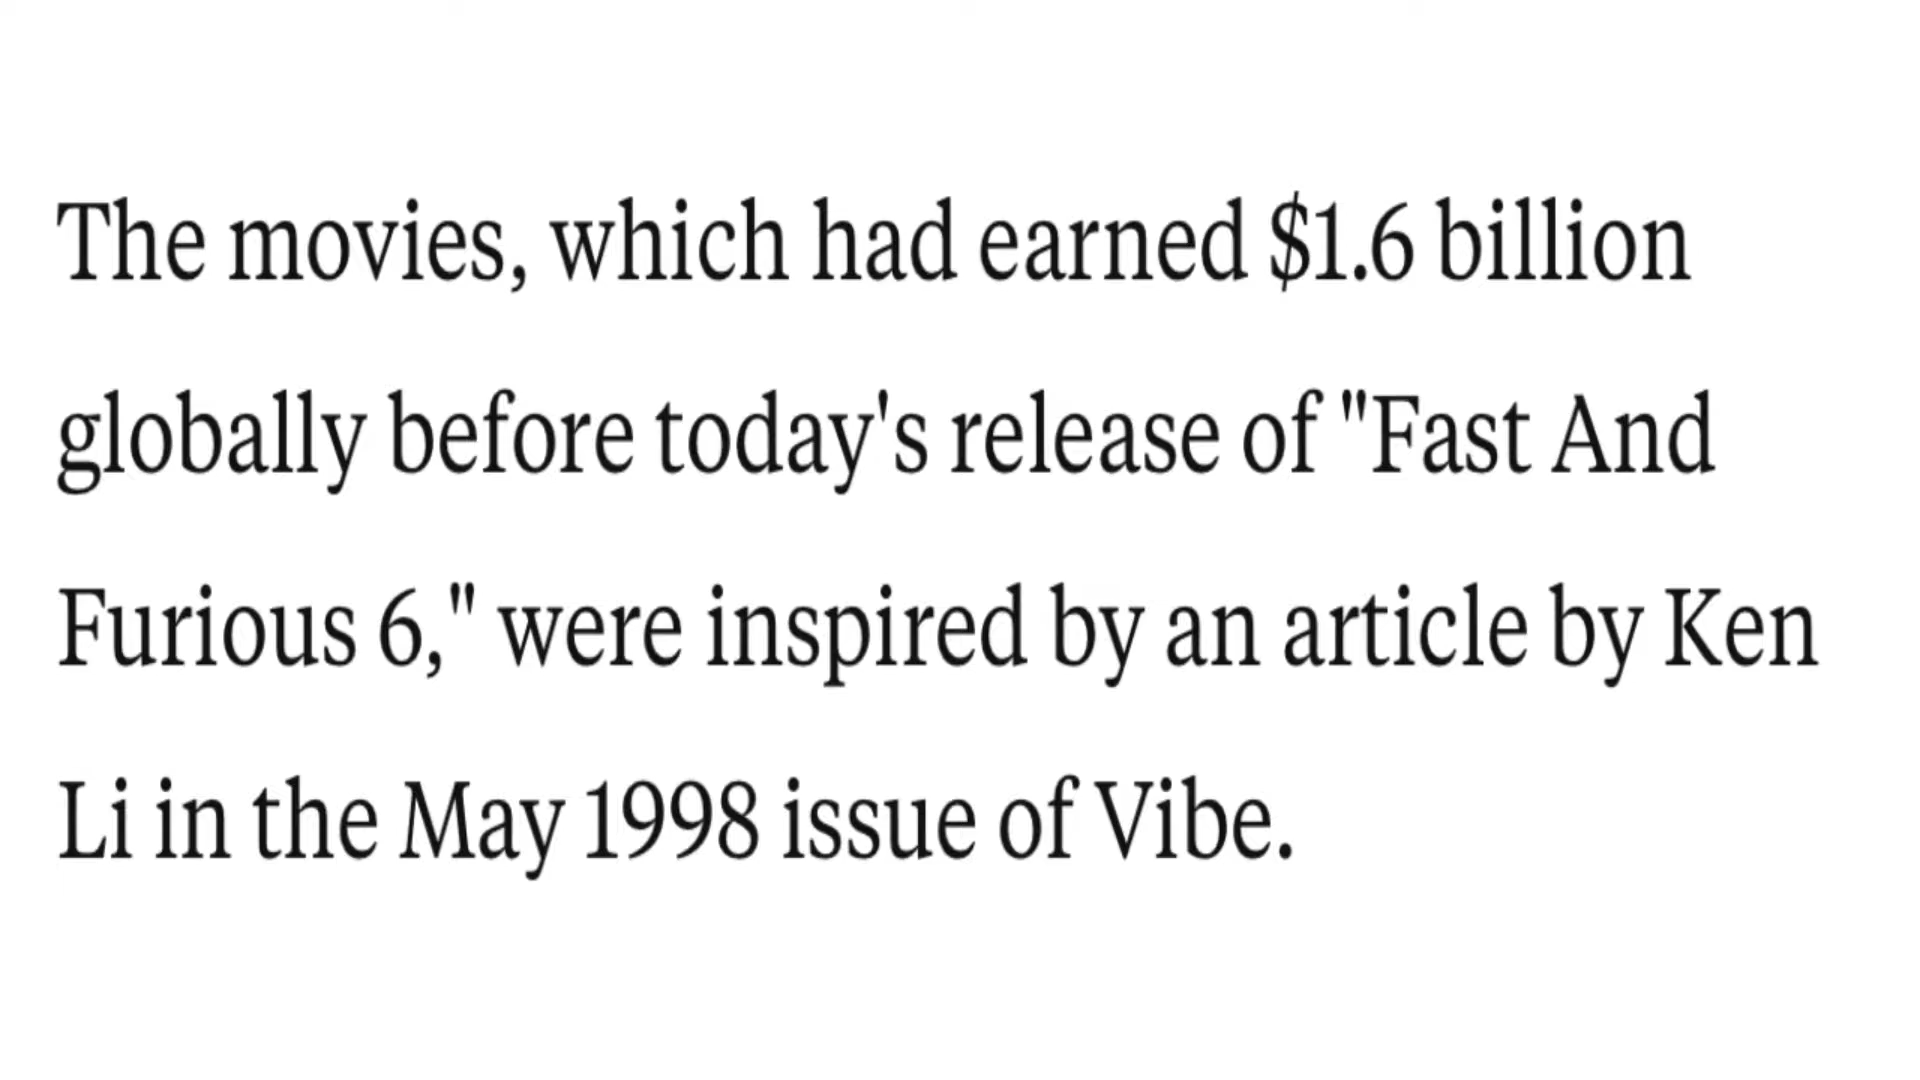 The movies, which had earned $1.6 billion
globally before today's release of "Fast And
Furious 6," were inspired by an article by Ken
Li in the May 1998 issue of Vibe.